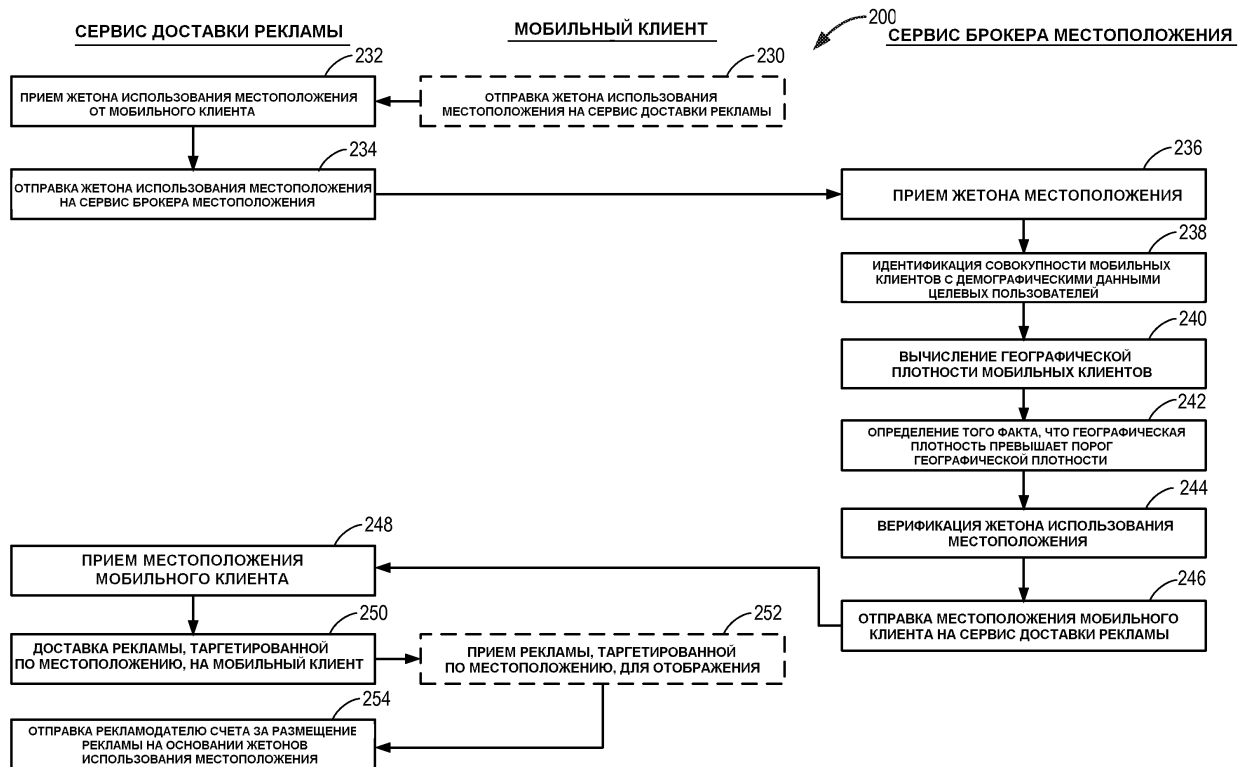 200
СЕРВИС ДОСТАВКИ РЕКЛАМЫ
МОБИЛЬНЫЙ КЛИЕНТ
СЕРВИС БРОКЕРА МЕСТОПОЛОЖЕНИЯ
232
ПРИЕМ ЖЕТОНА ИСПОЛЬЗОВАНИЯ МЕСТОПОЛОЖЕНИЯ
ОТ МОБИЛЬНОГО КЛИЕНТА
230
ОТПРАВКА ЖЕТОНА ИСПОЛЬЗОВАНИЯ
МЕСТОПОЛОЖЕНИЯ НА СЕРВИС ДОСТАВКИ РЕКЛАМЫ
234
ОТПРАВКА ЖЕТОНА ИСПОЛЬЗОВАНИЯ МЕСТОПОЛОЖЕНИЯ
НА СЕРВИС БРОКЕРА МЕСТОПОЛОЖЕНИЯ
236
ПРИЕМ ЖЕТОНА МЕСТОПОЛОЖЕНИЯ
238
ИДЕНТИФИКАЦИЯ СОВОКУПНОСТИ МОБИЛЬНЫХ
КЛИЕНТОВ С ДЕМОГРАФИЧЕСКИМИ ДАННЫМИ
ЦЕЛЕВЫХ ПОЛЬЗОВАТЕЛЕЙ
240
ВЫЧИСЛЕНИЕ ГЕОГРАФИЧЕСКОЙ
ПЛОТНОСТИ МОБИЛЬНЫХ КЛИЕНТОВ
242
ОПРЕДЕЛЕНИЕ ТОГО ФАКТА, ЧТО ГЕОГРАФИЧЕСКАЯ
ПЛОТНОСТЬ ПРЕВЫШАЕТ ПОРОГ
ГЕОГРАФИЧЕСКОЙ ПЛОТНОСТИ
244
ВЕРИФИКАЦИЯ ЖЕТОНА ИСПОЛЬЗОВАНИЯ
МЕСТОПОЛОЖЕНИЯ
246
ОТПРАВКА МЕСТОПОЛОЖЕНИЯ МОБИЛЬНОГО
КЛИЕНТА НА СЕРВИС ДОСТАВКИ РЕКЛАМЫ
248
ПРИЕМ МЕСТОПОЛОЖЕНИЯ
МОБИЛЬНОГО КЛИЕНТА
250
ДОСТАВКА РЕКЛАМЫ, ТАРГЕТИРОВАННОЙ
ПО МЕСТОПОЛОЖЕНИЮ, НА МОБИЛЬНЫЙ КЛИЕНТ
252
ПРИЕМ РЕКЛАМЫ, ТАРГЕТИРОВАННОЙ
ПО МЕСТОПОЛОЖЕНИЮ, ДЛЯ ОТОБРАЖЕНИЯ
254
ОТПРАВКА РЕКЛАМОДАТЕЛЮ СЧЕТА ЗА РАЗМЕЩЕНИЕ
РЕКЛАМЫ НА ОСНОВАНИИ ЖЕТОНОВ
ИСПОЛЬЗОВАНИЯ МЕСТОПОЛОЖЕНИЯ